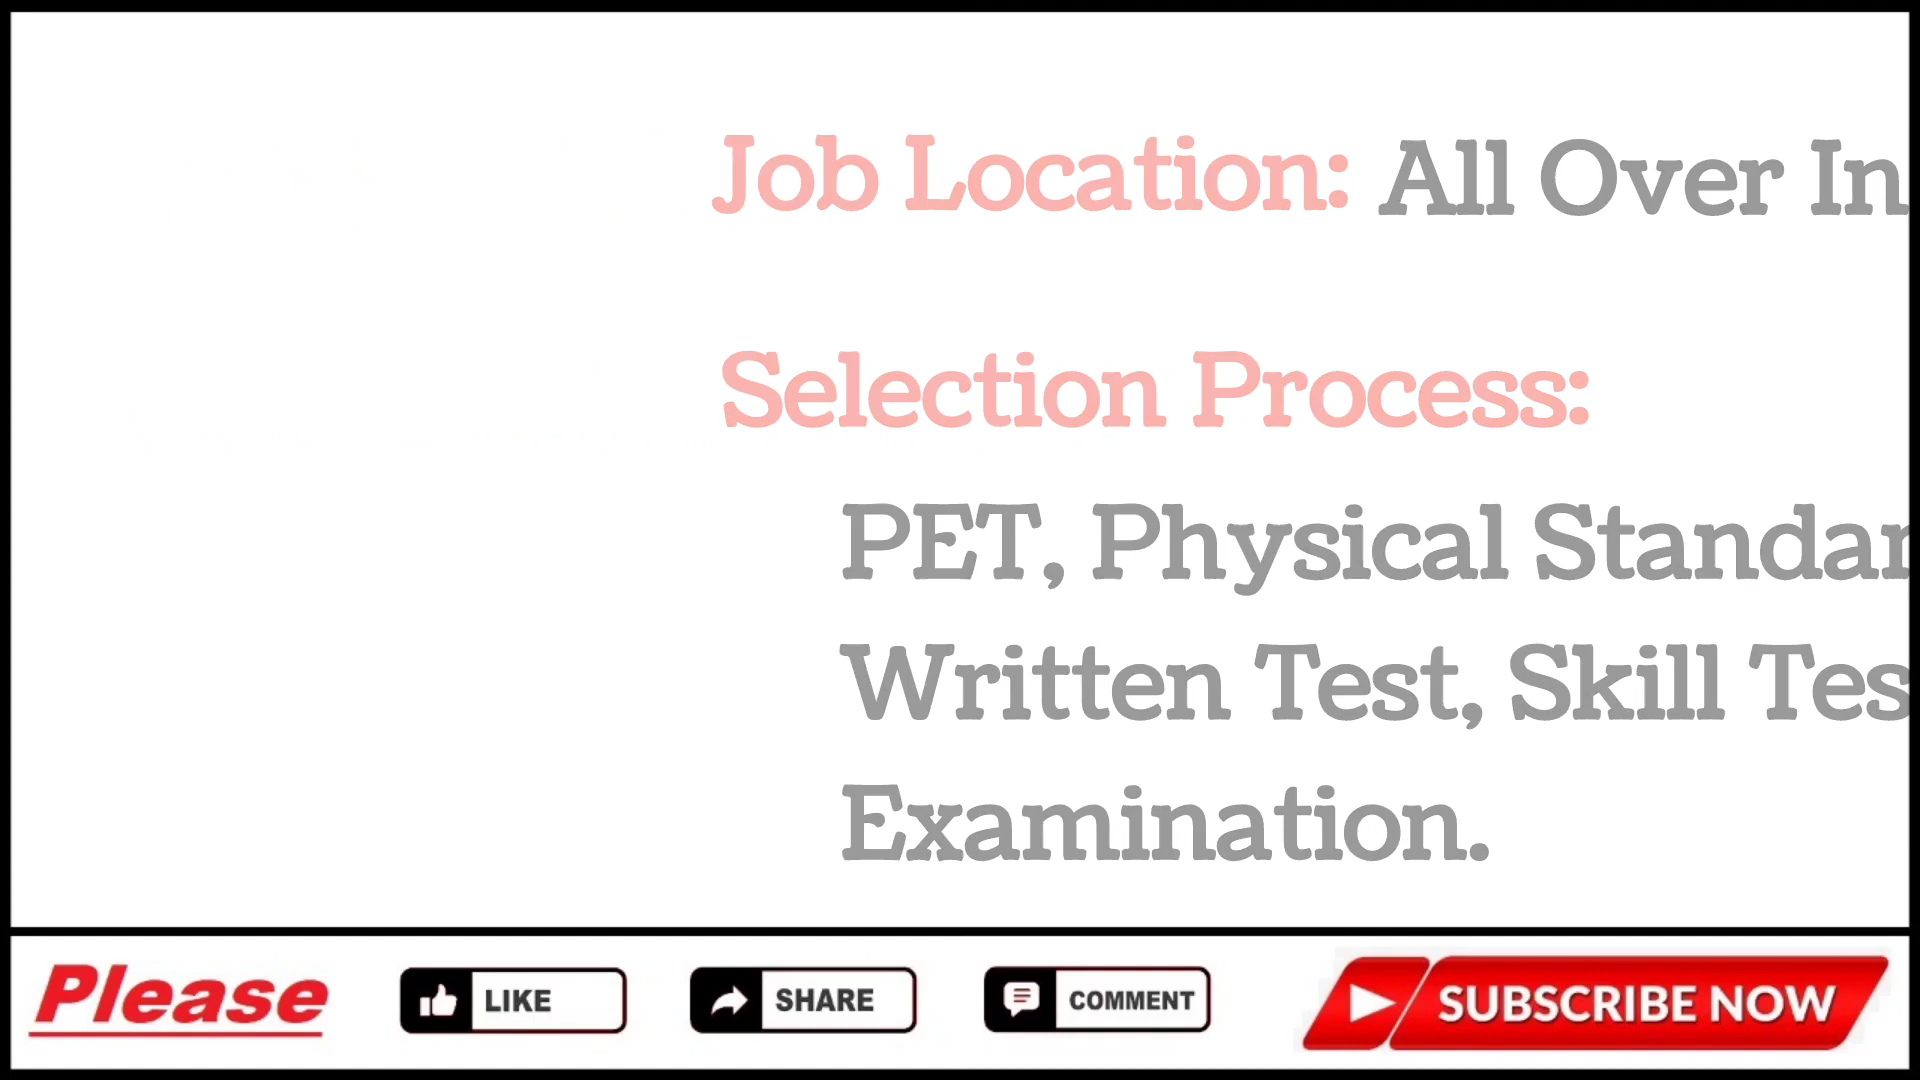 Job Location: All Over In
Selection Process:
PET, Physical Standar
Written Test, Skill Tes
Examination.
Please LIKE SHARE COMMENT SUBSCRIBE NOW